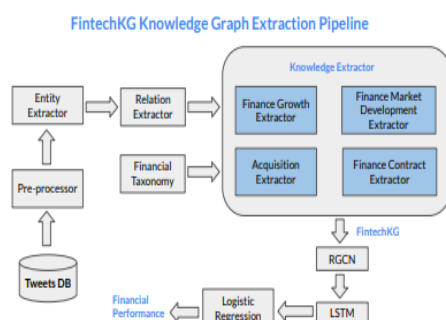 FintechKG Knowledge Graph Extraction Pipeline
Knowledge Extractor
Entity
Extractor
Relation
Extractor
Finance Growth
Extractor
Finance Market
Development
Extractor
Financial
Taxonomy
Acquisition
Extractor
Finance Contract
Extractor
Pre-processor
Tweets DB
FintechKG
RGCN
LSTM
Logistic
Regression
Financial
Performance